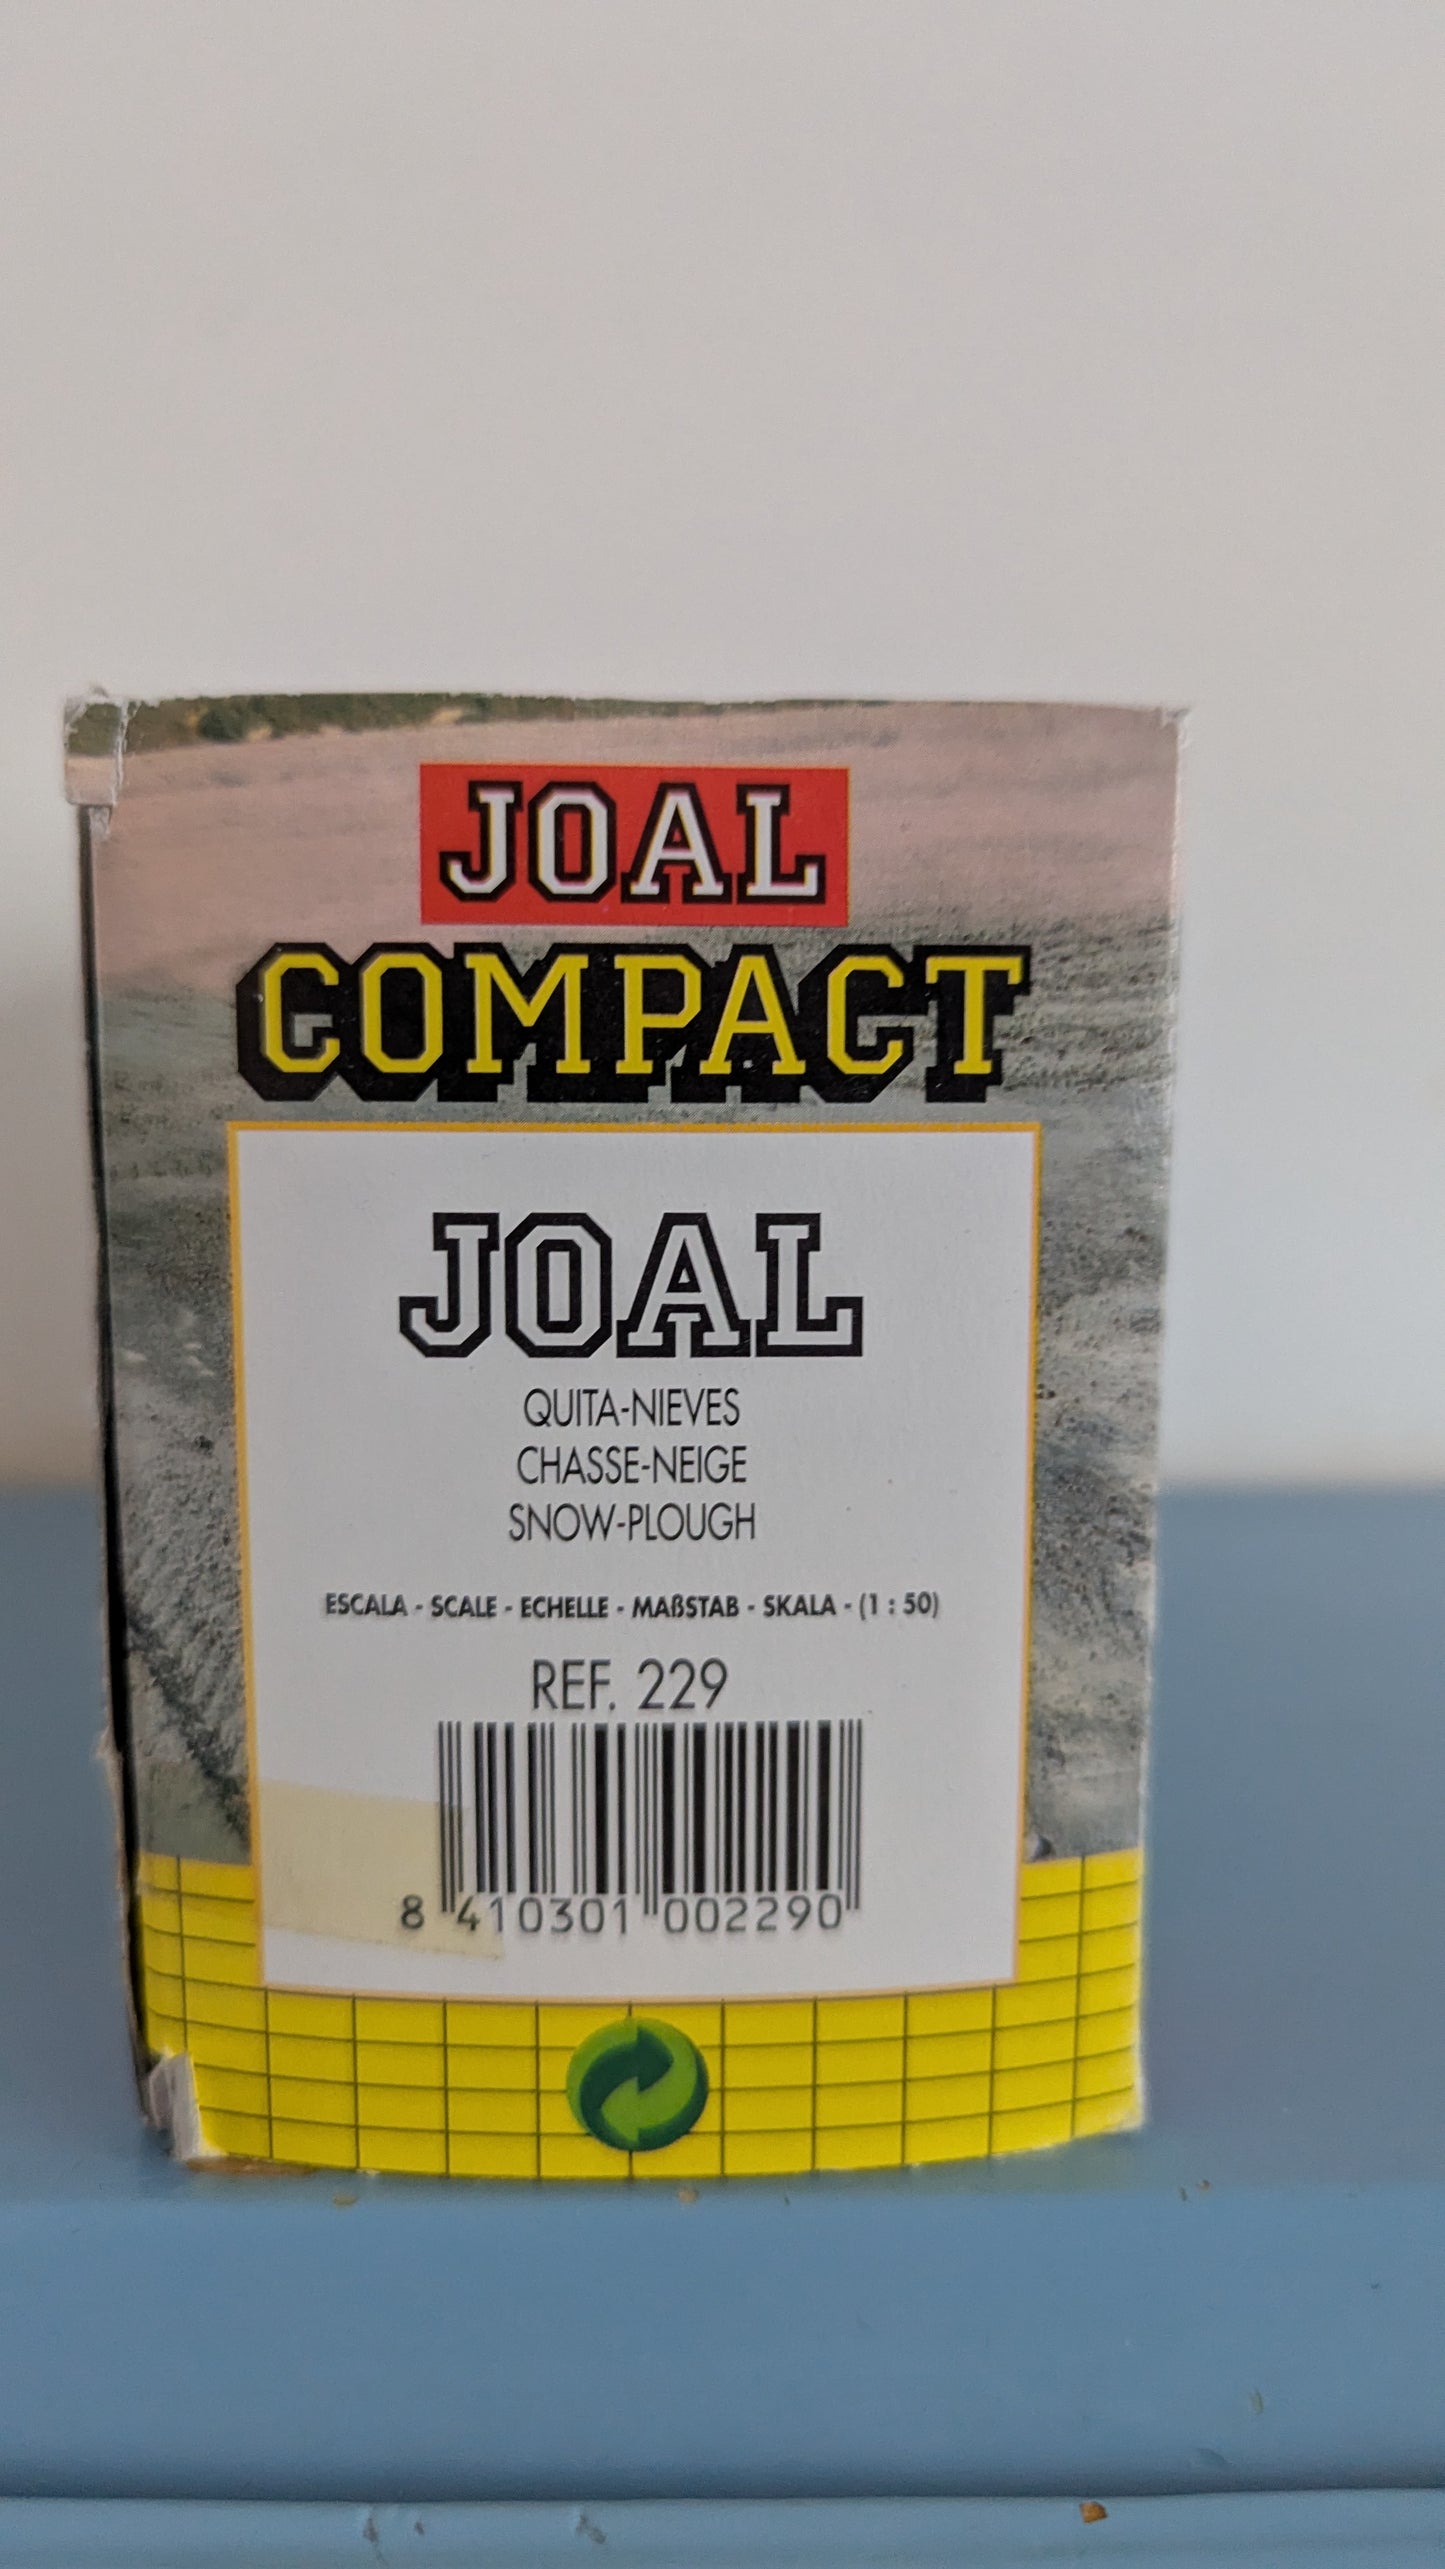 JOAL
COMPACT
JOAL
QUITA-NIEVES
CHASSE-NEIGE
SNOW-PLOUGH
ESCALA - SCALE - ECHELLE - MAßSTAB - SKALA - (1 : 50)
REF. 229
8 410301 002290